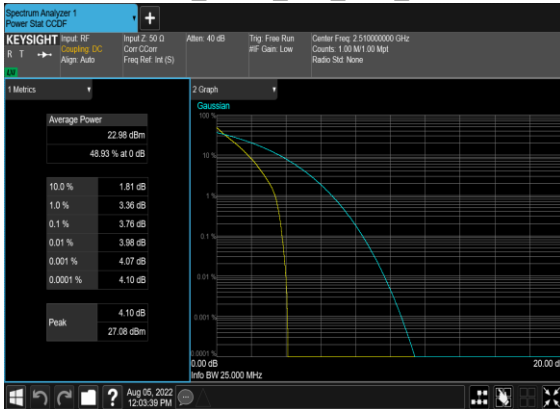 Spectrum Analyzer 1
Power Stat CCDF
KEYSIGHT
R T
LXI
Input: RF
Coupling: DC
Align: Auto
Input Z: 50 Ω
Corr CCorr
Freq Ref: Int (S)
Atten: 40 dB
Trig: Free Run
#IF Gain: Low
Center Freq: 2.510000000 GHz
Counts: 1.00 M/1.00 Mpt
Radio Std: None
1 Metrics
Average Power
22.98 dBm
48.93 % at 0 dB
10.0 % 1.81 dB
1.0 % 3.36 dB
0.1 % 3.76 dB
0.01 % 3.98 dB
0.001 % 4.07 dB
0.0001 % 4.10 dB
Peak
4.10 dB
27.08 dBm
2 Graph
Gaussian
100 %
10 %
1 %
0.1 %
0.01 %
0.001 %
0.0001 %
0.00 dB 20.00 d
Info BW 25.000 MHz
?
Aug 05, 2022
12:03:39 PM